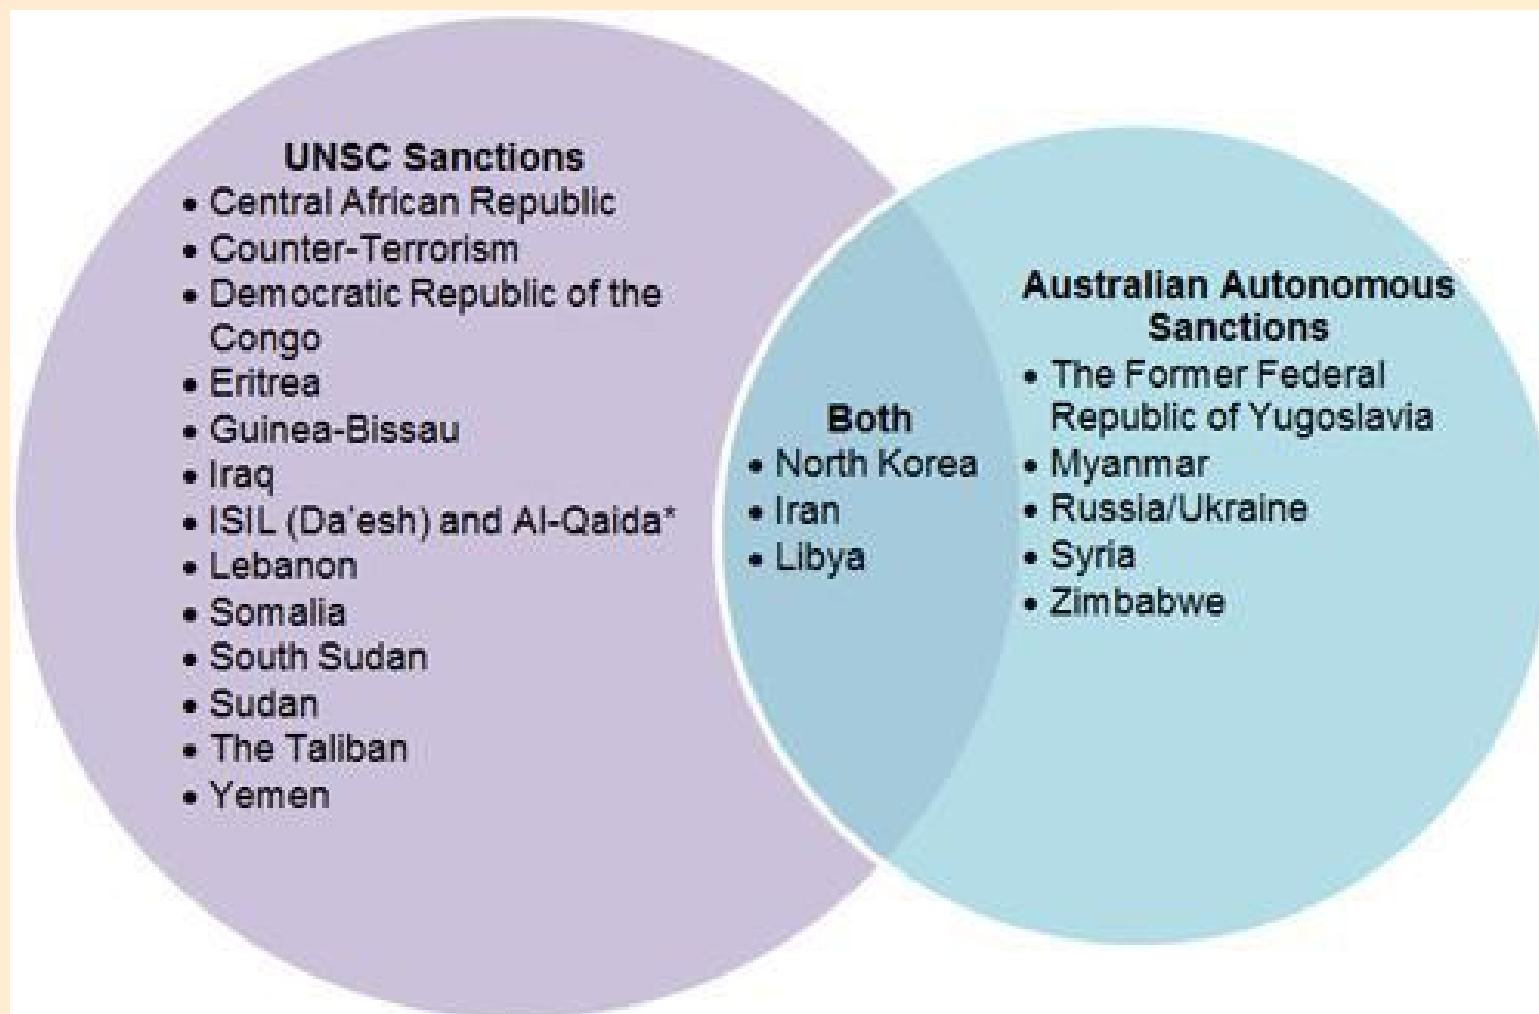 UNSC Sanctions
• Central African Republic
• Counter-Terrorism
• Democratic Republic of the
Congo
• Eritrea
• Guinea-Bissau
• Iraq
• ISIL (Da'esh) and Al-Qaida*
• Lebanon
• Somalia
• South Sudan
• Sudan
• The Taliban
• Yemen
Both
• North Korea
• Iran
• Libya
Australian Autonomous
Sanctions
• The Former Federal
Republic of Yugoslavia
• Myanmar
• Russia/Ukraine
• Syria
• Zimbabwe